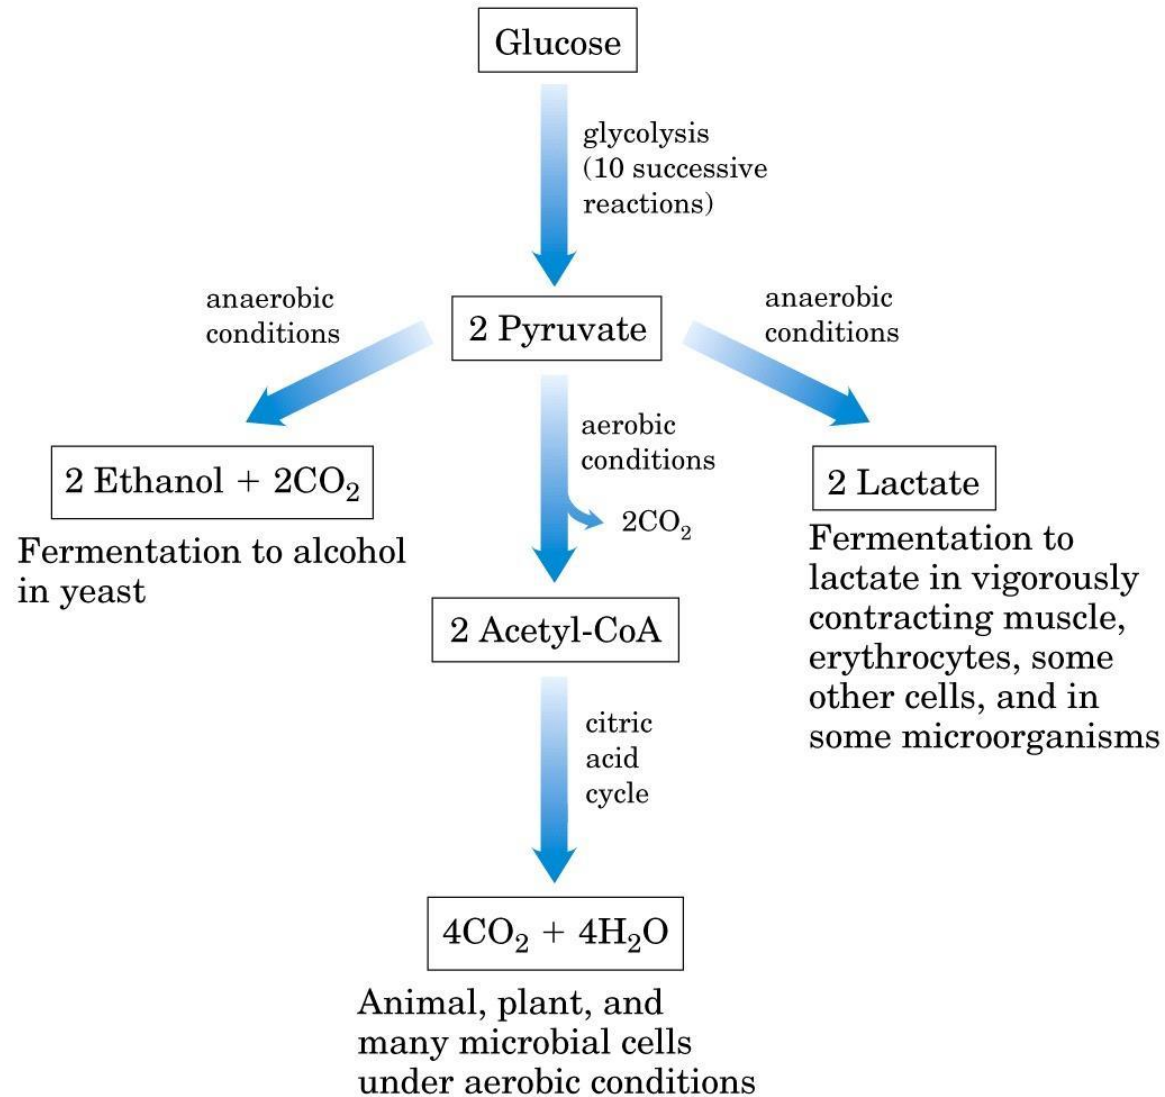 Glucose
glycolysis
(10 successive
reactions)
anaerobic
conditions
2 Pyruvate
anaerobic
conditions
2 Ethanol + 2CO₂
Fermentation to alcohol
in yeast
aerobic
conditions
2CO₂
2 Lactate
Fermentation to
lactate in vigorously
contracting muscle,
erythrocytes, some
other cells, and in
some microorganisms
2 Acetyl-CoA
citric
acid
cycle
4CO₂ + 4H₂O
Animal, plant, and
many microbial cells
under aerobic conditions